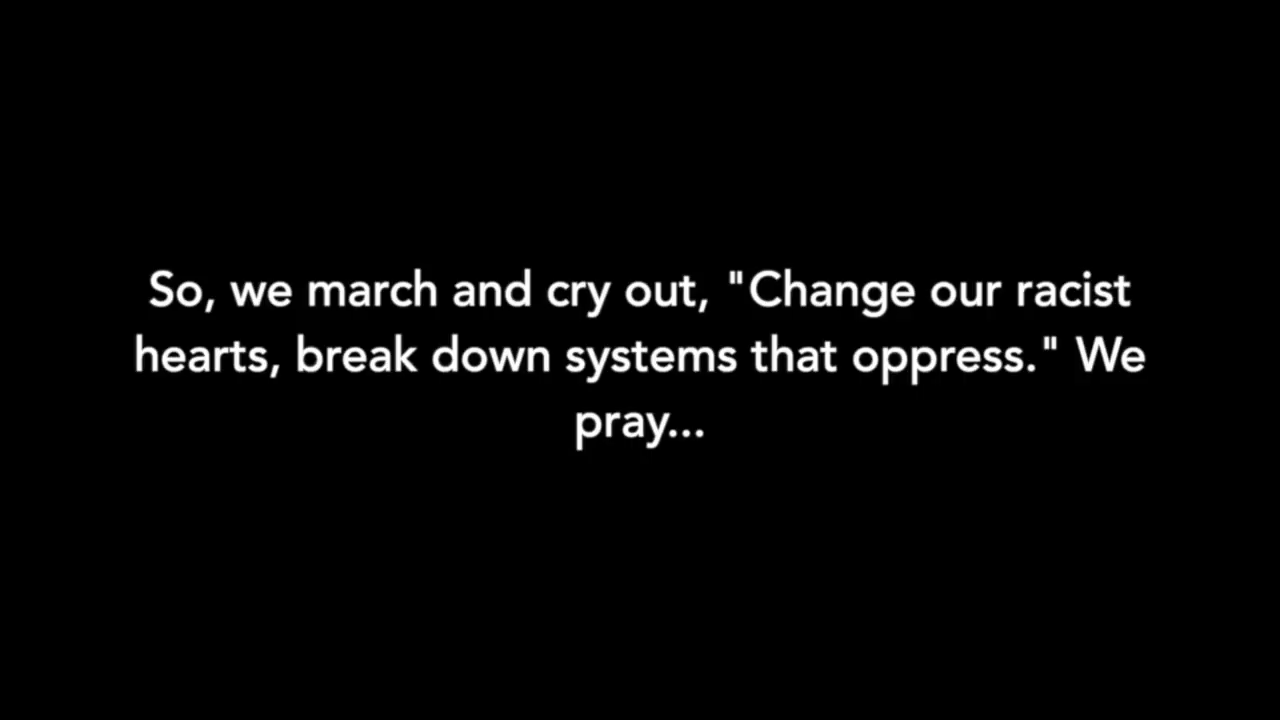 So, we march and cry out, "Change our racist
hearts, break down systems that oppress." We
pray...